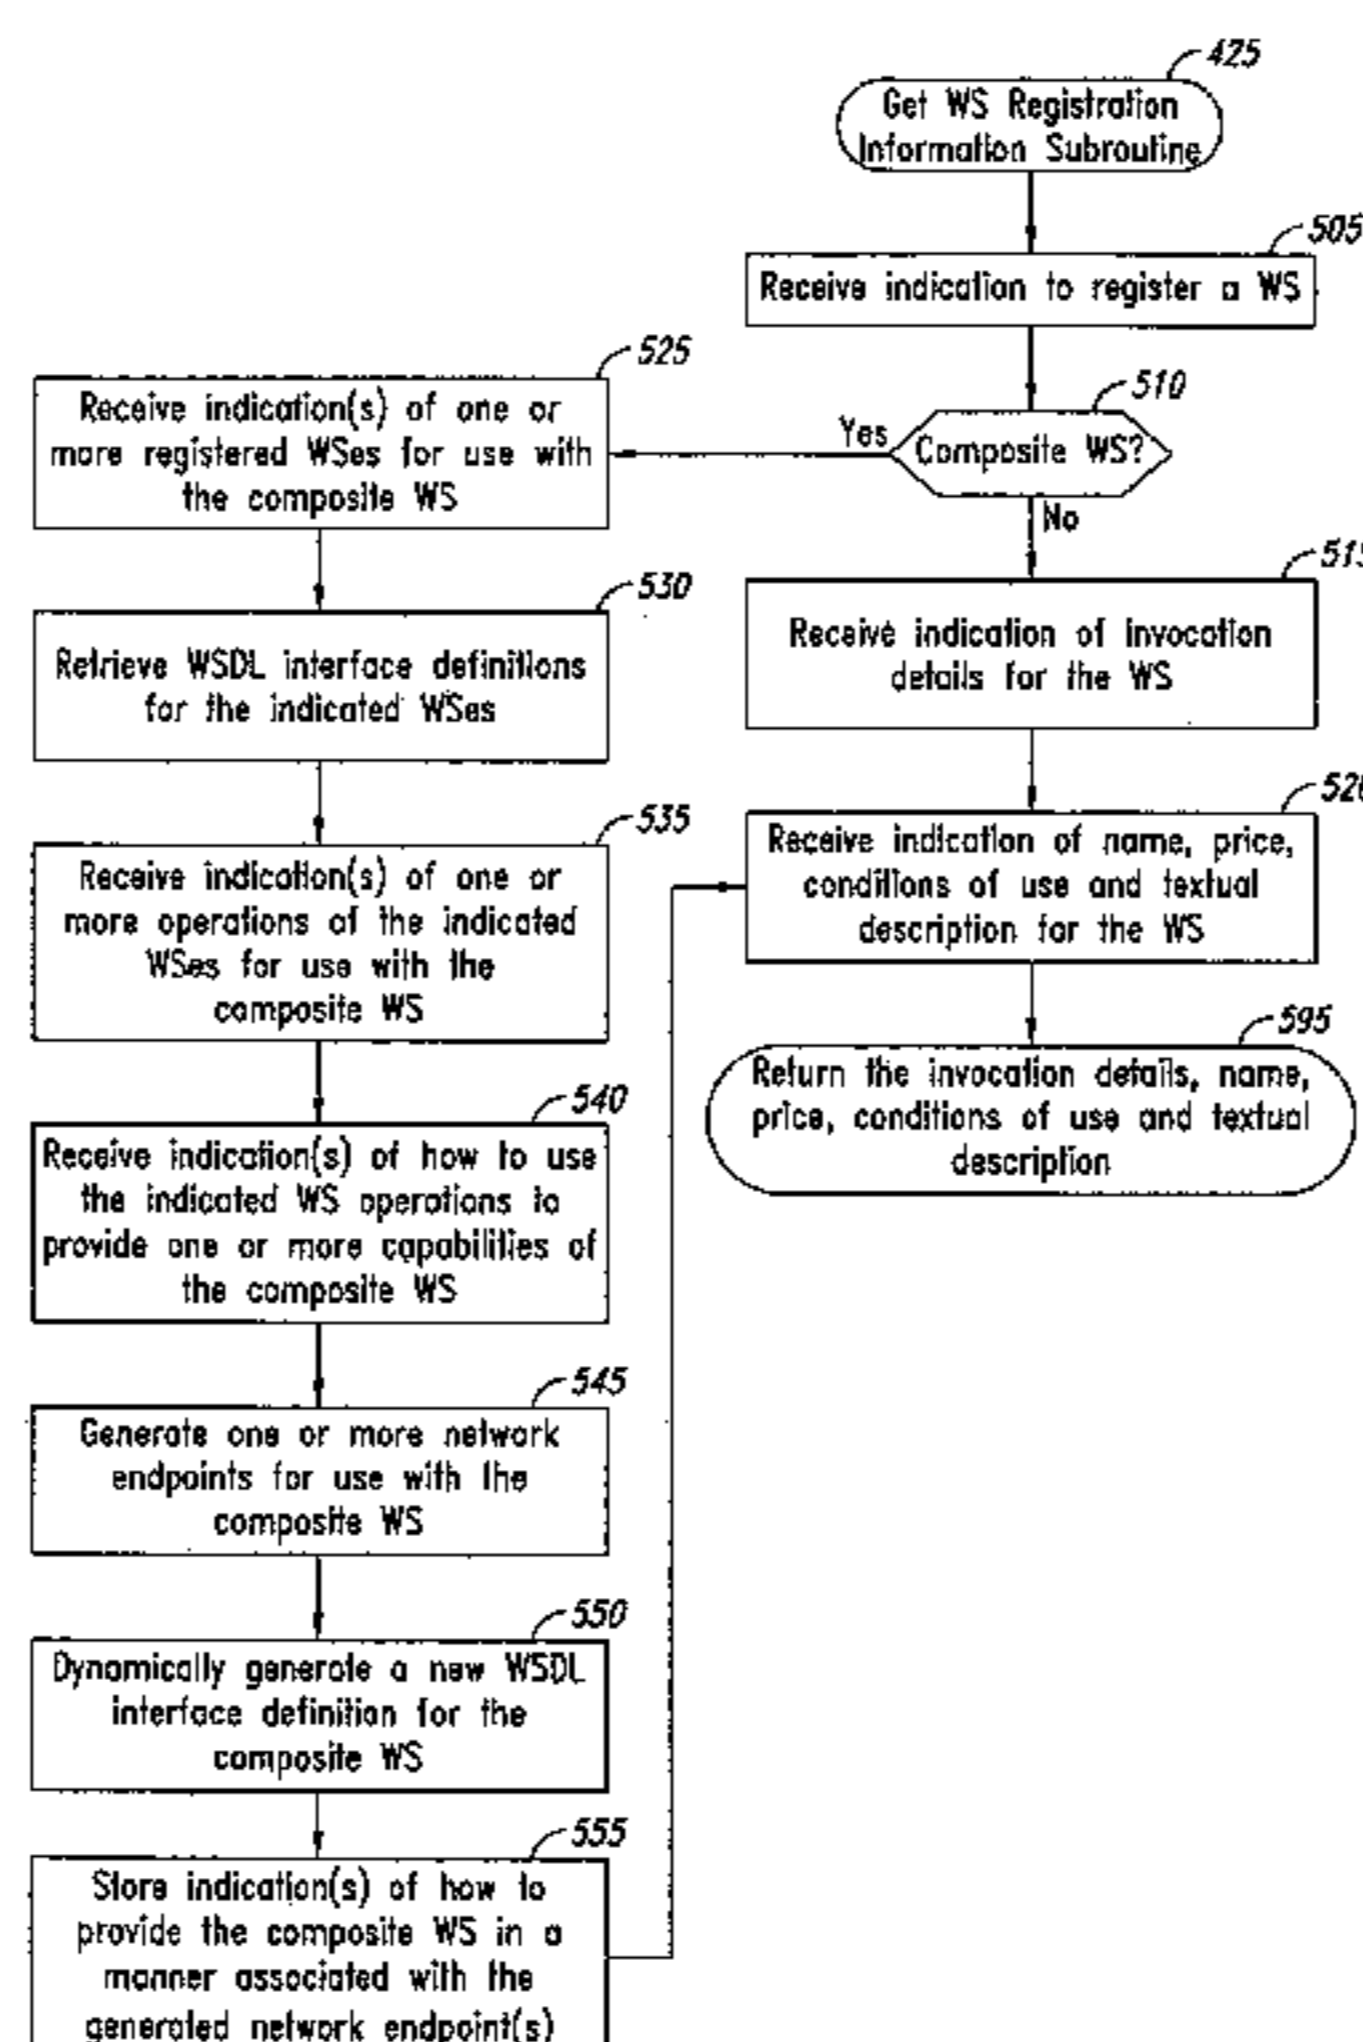 425
Get WS Registration
Information Subroutine
505
Receive indication to register a WS
510
Composite WS?
Yes
No
515
Receive indication of invocation
details for the WS
520
Receive indication of name, price,
conditions of use and textual
description for the WS
595
Return the invocation details, name,
price, conditions of use and textual
description
525
Receive indication(s) of one or
more registered WSes for use with
the composite WS
530
Retrieve WSDL interface definitions
for the indicated WSes
535
Receive indication(s) of one or
more operations of the indicated
WSes for use with the
composite WS
540
Receive indication(s) of how to use
the indicated WS operations to
provide one or more capabilities of
the composite WS
545
Generate one or more network
endpoints for use with the
composite WS
550
Dynamically generate a new WSDL
interface definition for the
composite WS
555
Store indication(s) of how to
provide the composite WS in a
manner associated with the
generated network endpoint(s)